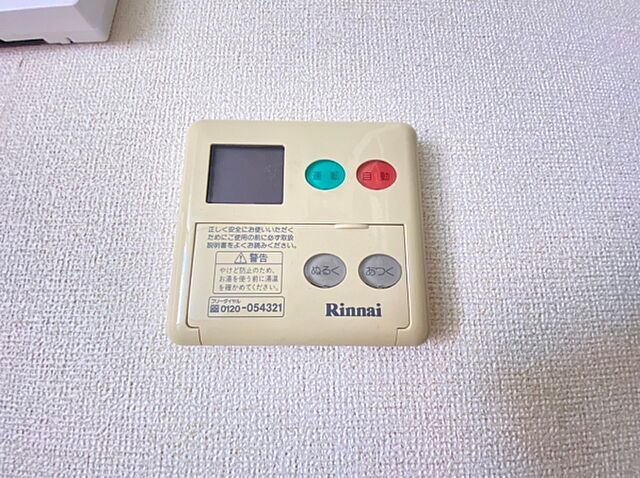 運転
自動
正しく安全にお使いいただく
ためにご使用の前に必ず取扱
説明書をよくお読みください。
警告
やけど防止のため、
お湯を使う前に湯温
を確かめてください。
ぬるく
あつく
フリーダイヤル
0120-054321
Rinnai